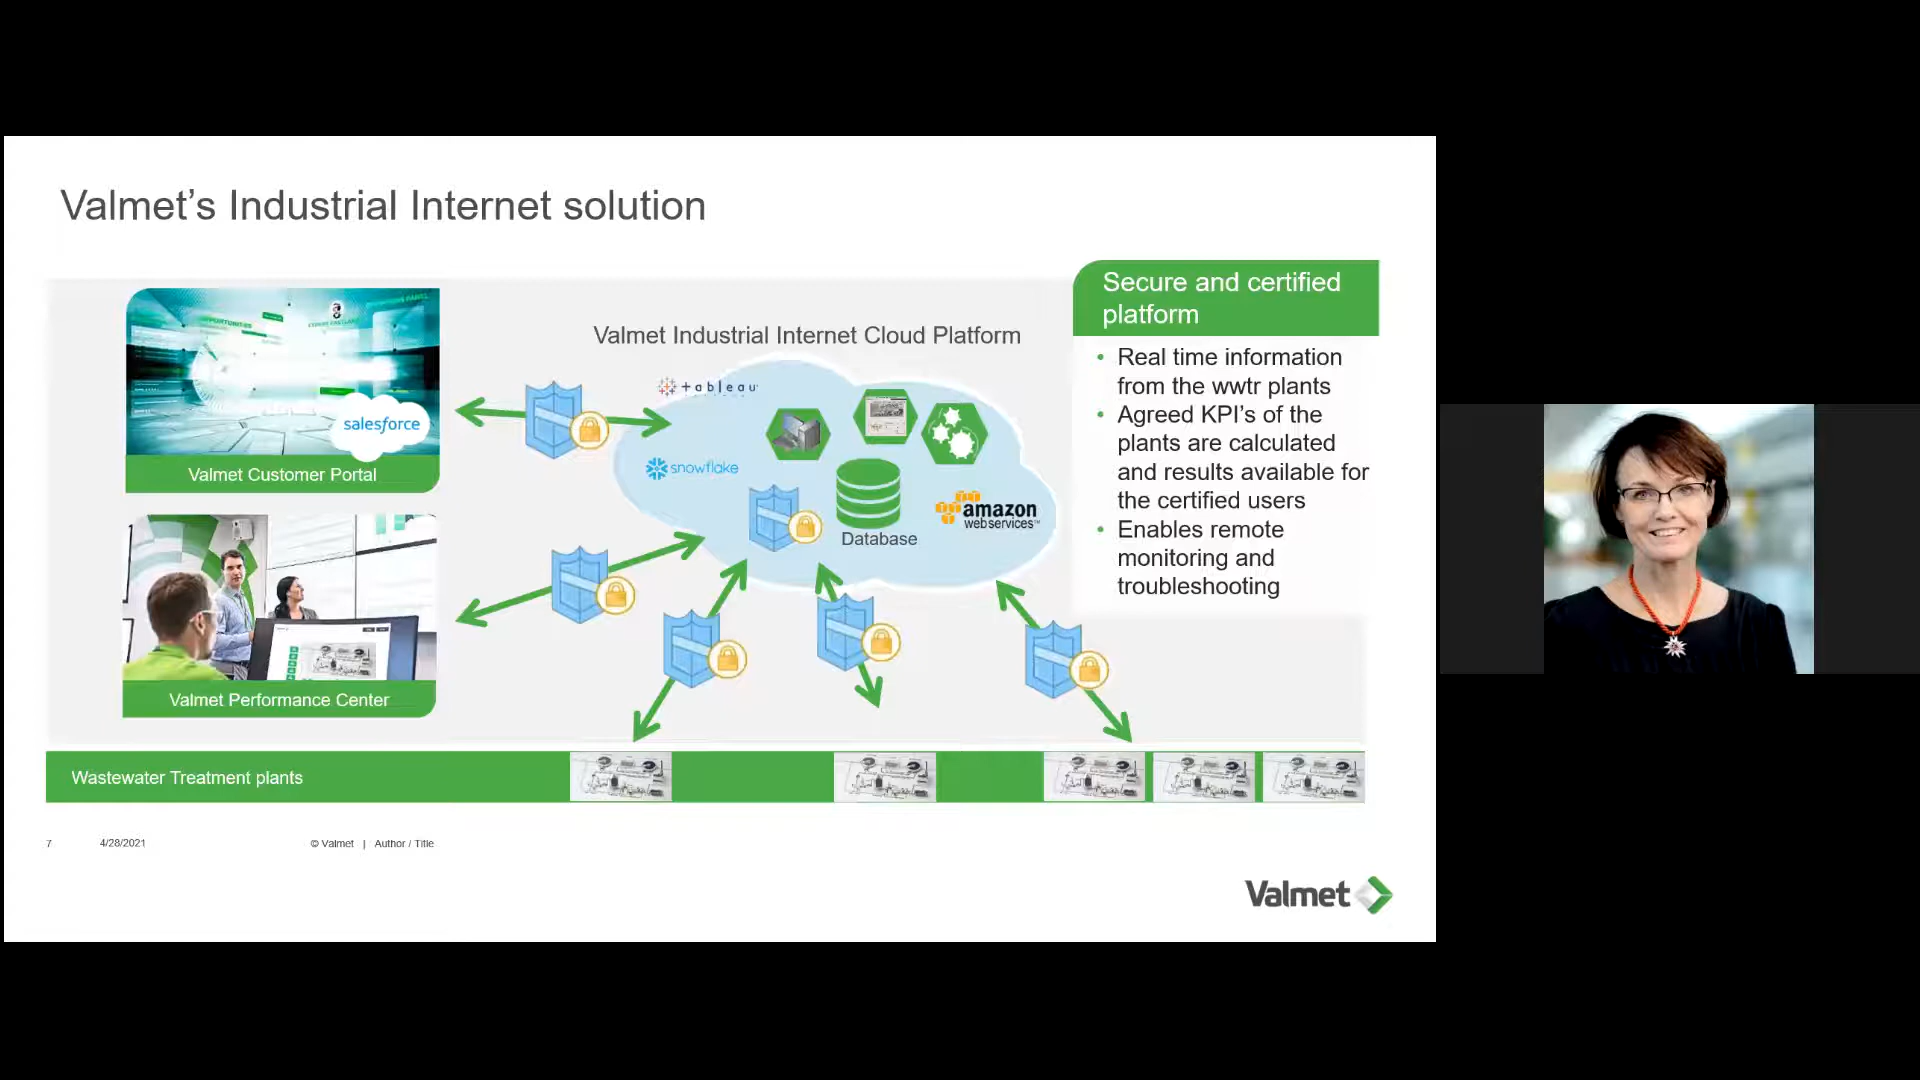 Valmet's Industrial Internet solution
OPPORTUNITIES
salesforce
Valmet Customer Portal
Valmet Performance Center
Valmet Industrial Internet Cloud Platform
+ a b l e a u
snowflake
amazon
webservices™
Database
Secure and certified
platform
• Real time information
from the wwtr plants
• Agreed KPI's of the
plants are calculated
and results available for
the certified users
• Enables remote
monitoring and
troubleshooting
Wastewater Treatment plants
7 4/28/2021 © Valmet | Author / Title
Valmet